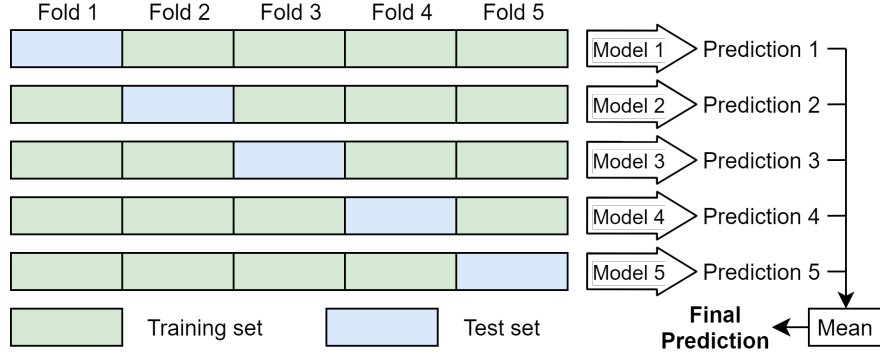 Fold 1 Fold 2 Fold 3 Fold 4 Fold 5
Model 1 Prediction 1
Model 2 Prediction 2
Model 3 Prediction 3
Model 4 Prediction 4
Model 5 Prediction 5
Training set Test set
Final
Prediction
Mean